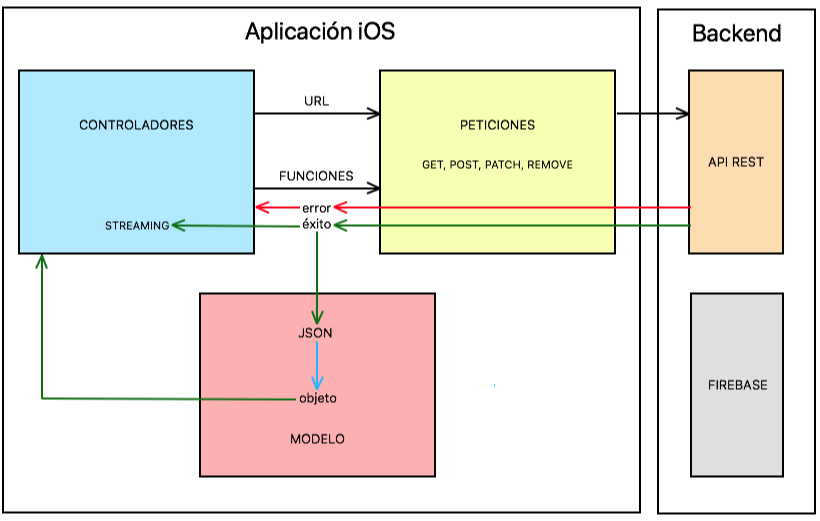 Aplicación iOS
Backend
CONTROLADORES
URL
PETICIONES
GET, POST, PATCH, REMOVE
API REST
FUNCIONES
error
éxito
STREAMING
JSON
objeto
MODELO
FIREBASE